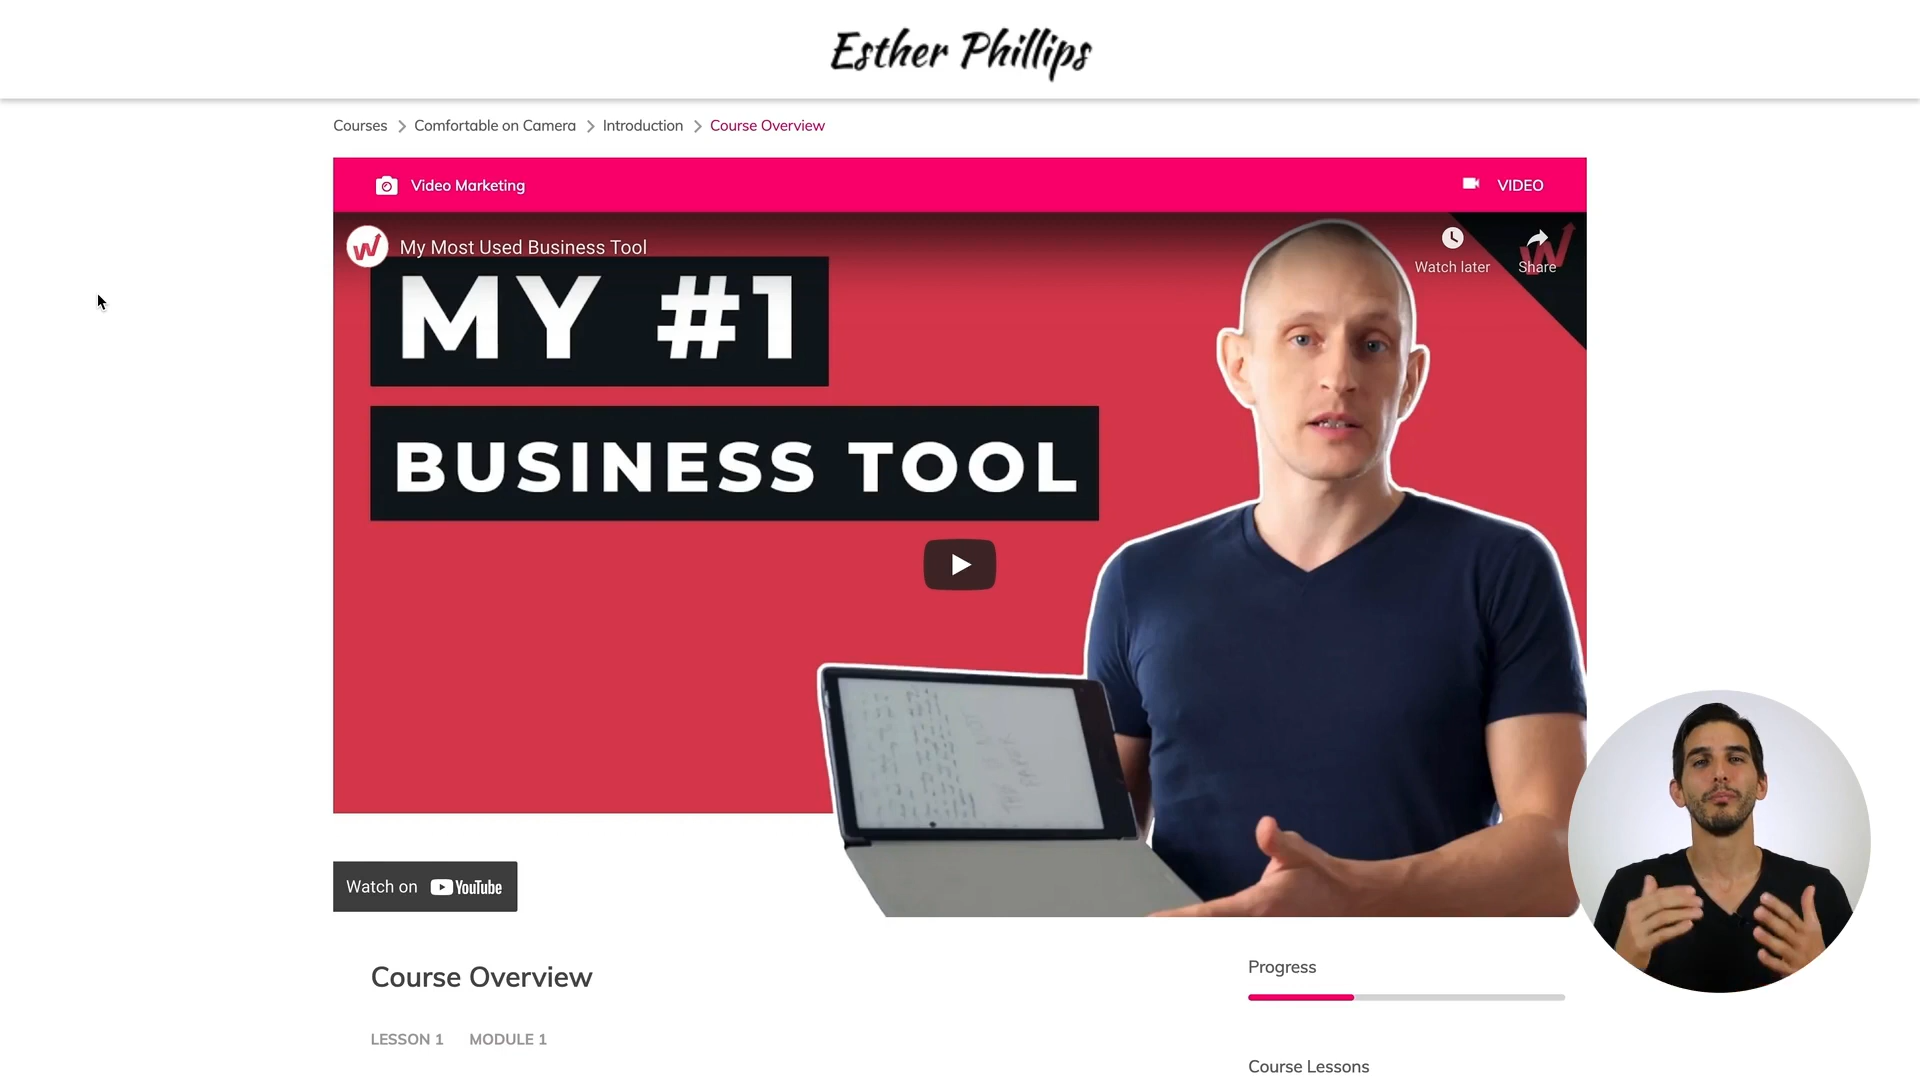 Esther Phillips
Courses > Comfortable on Camera > Introduction > Course Overview
Video Marketing
VIDEO
My Most Used Business Tool
Watch later
Share
MY #1
BUSINESS TOOL
Watch on YouTube
Course Overview
Progress
LESSON 1 MODULE 1
Course Lessons